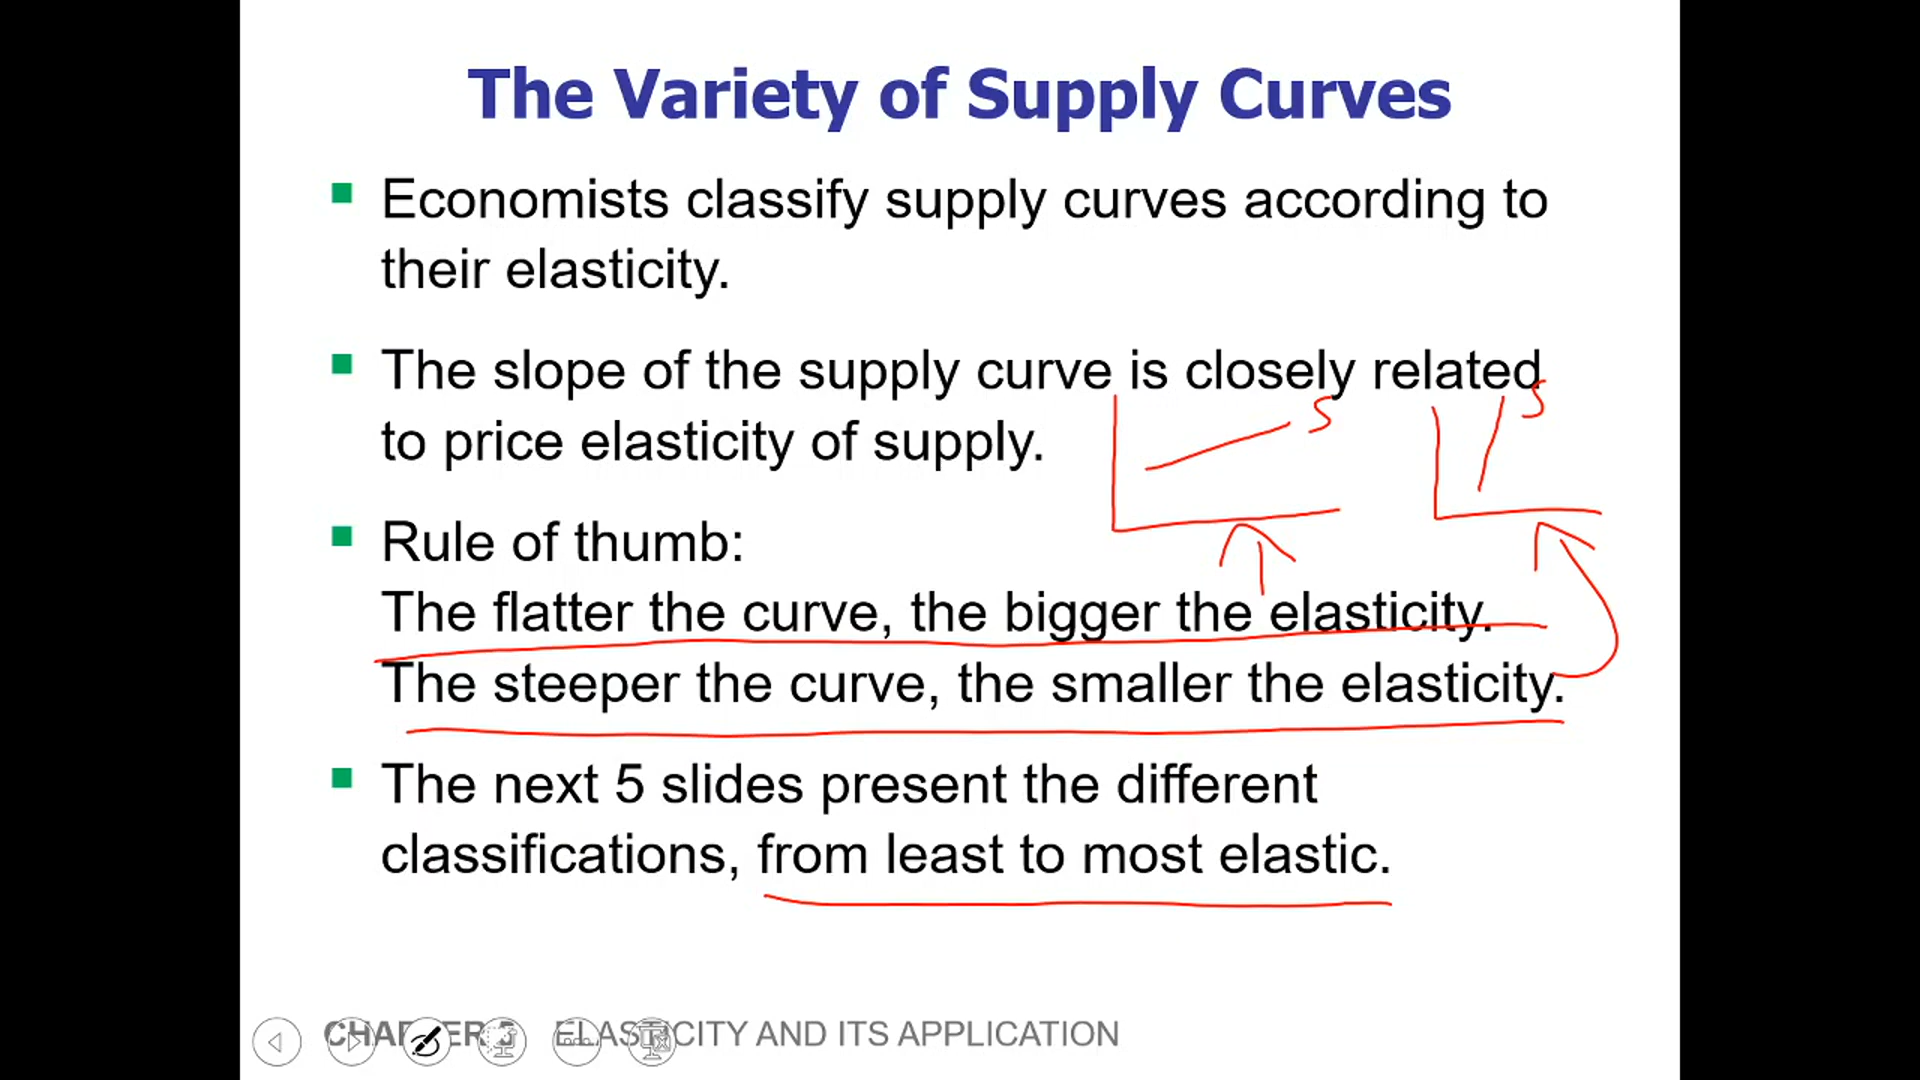 The Variety of Supply Curves
Economists classify supply curves according to
their elasticity.
The slope of the supply curve is closely related
to price elasticity of supply.
S
S
Rule of thumb:
The flatter the curve, the bigger the elasticity.
The steeper the curve, the smaller the elasticity.
The next 5 slides present the different
classifications, from least to most elastic.
CHAPTER 5 ELASTICITY AND ITS APPLICATION